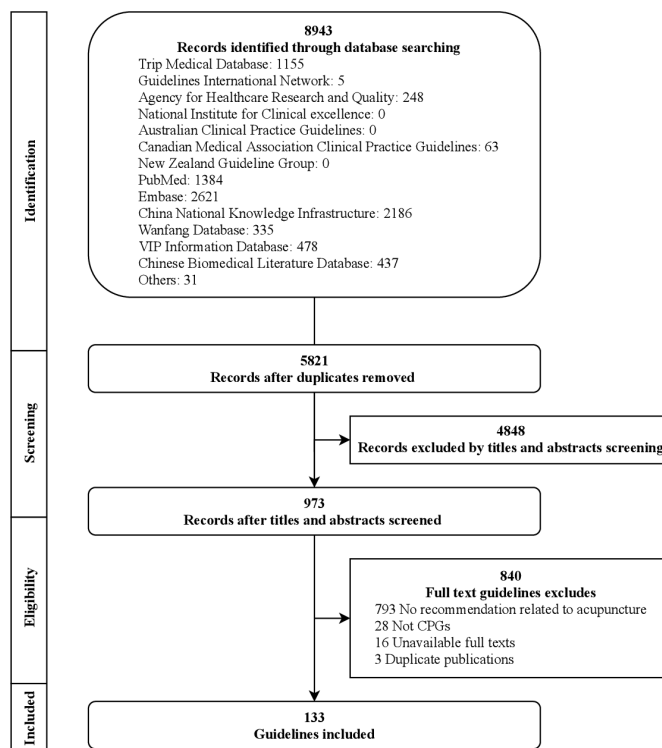 Identification
8943
Records identified through database searching
Trip Medical Database: 1155
Guidelines International Network: 5
Agency for Healthcare Research and Quality: 248
National Institute for Clinical excellence: 0
Australian Clinical Practice Guidelines: 0
Canadian Medical Association Clinical Practice Guidelines: 63
New Zealand Guideline Group: 0
PubMed: 1384
Embase: 2621
China National Knowledge Infrastructure: 2186
Wanfang Database: 335
VIP Information Database: 478
Chinese Biomedical Literature Database: 437
Others: 31
Screening
5821
Records after duplicates removed
4848
Records excluded by titles and abstracts screening
973
Records after titles and abstracts screened
Eligibility
840
Full text guidelines excludes
793 No recommendation related to acupuncture
28 Not CPGs
16 Unavailable full texts
3 Duplicate publications
Included
133
Guidelines included